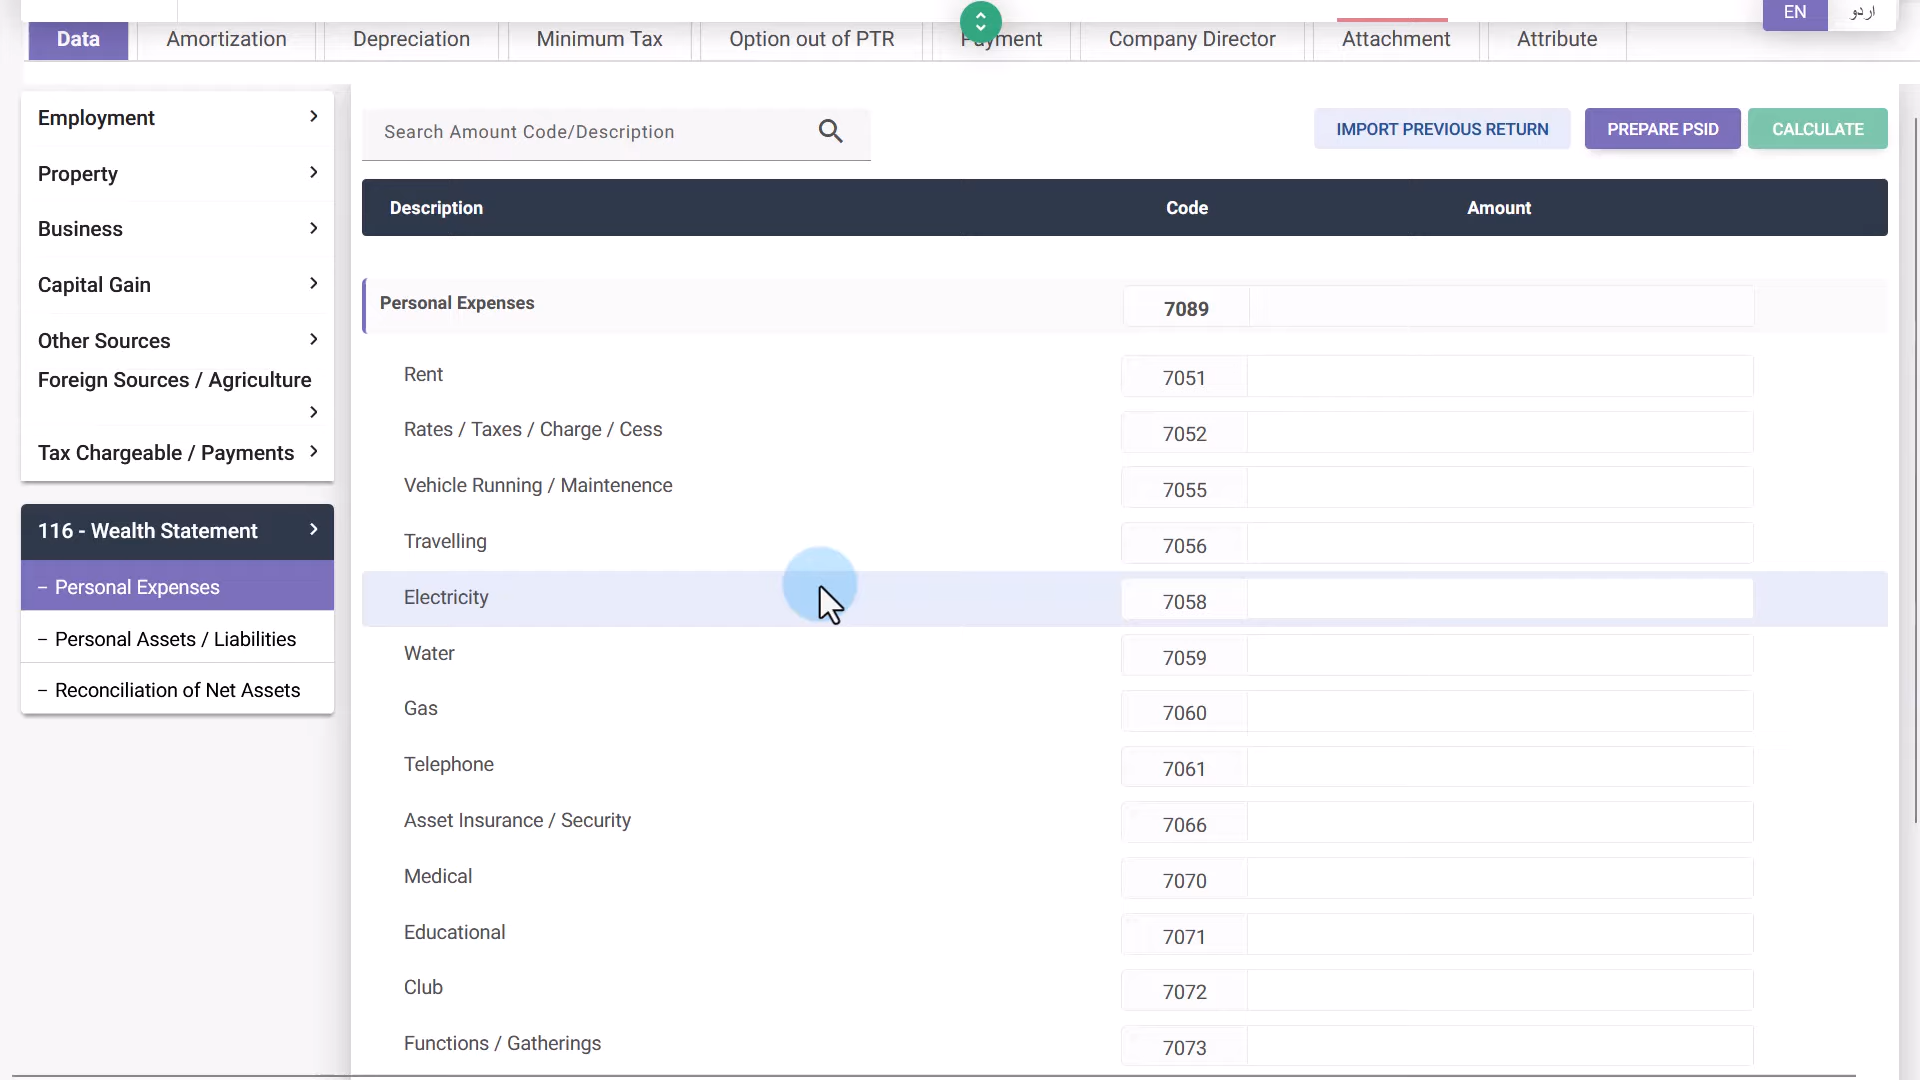 EN
اردو
Data
Amortization
Depreciation
Minimum Tax
Option out of PTR
Payment
Company Director
Attachment
Attribute
Employment
Property
Business
Capital Gain
Other Sources
Foreign Sources / Agriculture
Tax Chargeable / Payments
116 - Wealth Statement
– Personal Expenses
– Personal Assets / Liabilities
– Reconciliation of Net Assets
Search Amount Code/Description
IMPORT PREVIOUS RETURN
PREPARE PSID
CALCULATE
Description Code Amount
Personal Expenses 7089
Rent 7051
Rates / Taxes / Charge / Cess 7052
Vehicle Running / Maintenence 7055
Travelling 7056
Electricity 7058
Water 7059
Gas 7060
Telephone 7061
Asset Insurance / Security 7066
Medical 7070
Educational 7071
Club 7072
Functions / Gatherings 7073